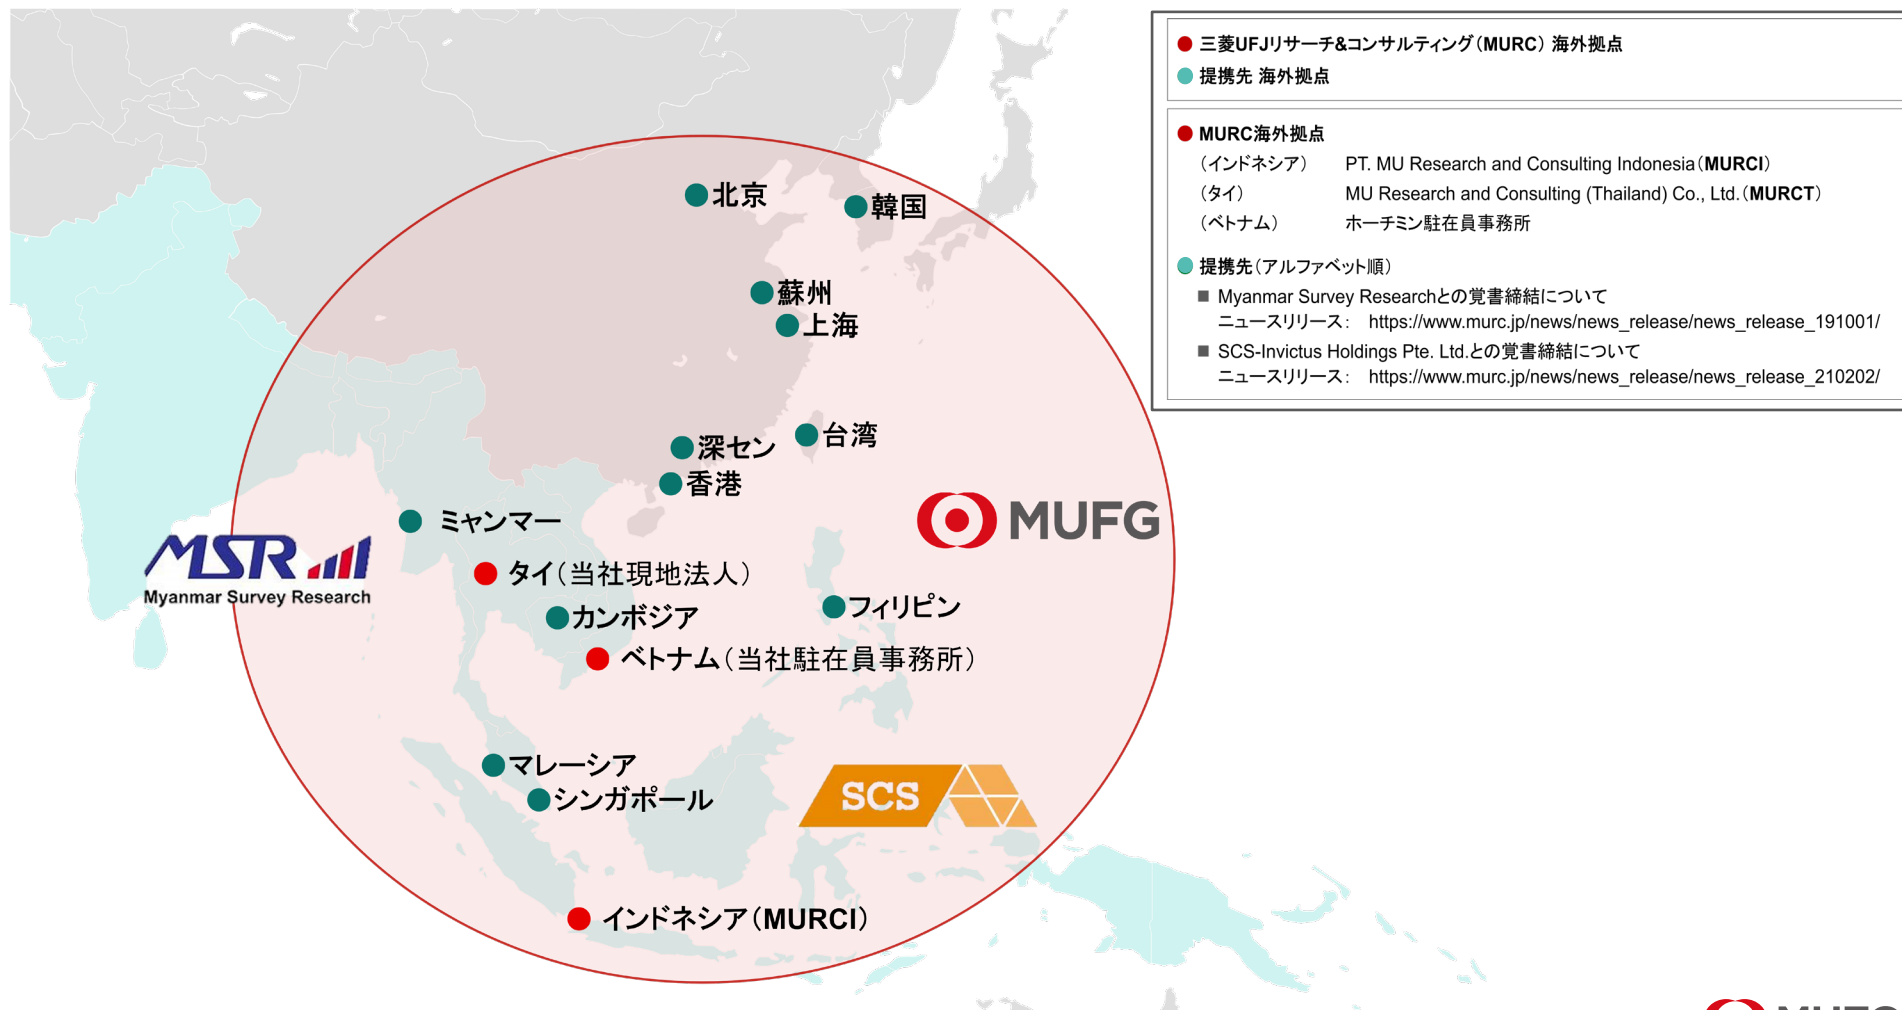 三菱UFJリサーチ&コンサルティング（MURC） 海外拠点
提携先 海外拠点
MURC海外拠点
（インドネシア） PT. MU Research and Consulting Indonesia（MURCI）
（タイ） MU Research and Consulting (Thailand) Co., Ltd.（MURCT）
（ベトナム） ホーチミン駐在員事務所
提携先（アルファベット順）
■ Myanmar Survey Researchとの覚書締結について
ニュースリリース： https://www.murc.jp/news/news_release/news_release_191001/
■ SCS-Invictus Holdings Pte. Ltd.との覚書締結について
ニュースリリース： https://www.murc.jp/news/news_release/news_release_210202/
北京
韓国
蘇州
上海
台湾
深セン
香港
MUFG
ミャンマー
MSR
Myanmar Survey Research
タイ（当社現地法人）
カンボジア
フィリピン
ベトナム（当社駐在員事務所）
マレーシア
シンガポール
SCS
インドネシア（MURCI）
MUFG